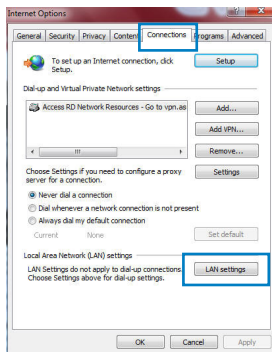 Internet Options
General Security Privacy Content Connections Programs Advanced
To set up an Internet connection, click Setup.
Setup
Dial-up and Virtual Private Network settings
Access RD Network Resources - Go to vpn.as
Add...
Add VPN...
Remove...
Choose Settings if you need to configure a proxy
server for a connection.
Settings
Never dial a connection
Dial whenever a network connection is not present
Always dial my default connection
Current None
Set default
Local Area Network (LAN) settings
LAN Settings do not apply to dial-up connections.
Choose Settings above for dial-up settings.
LAN settings
OK Cancel Apply